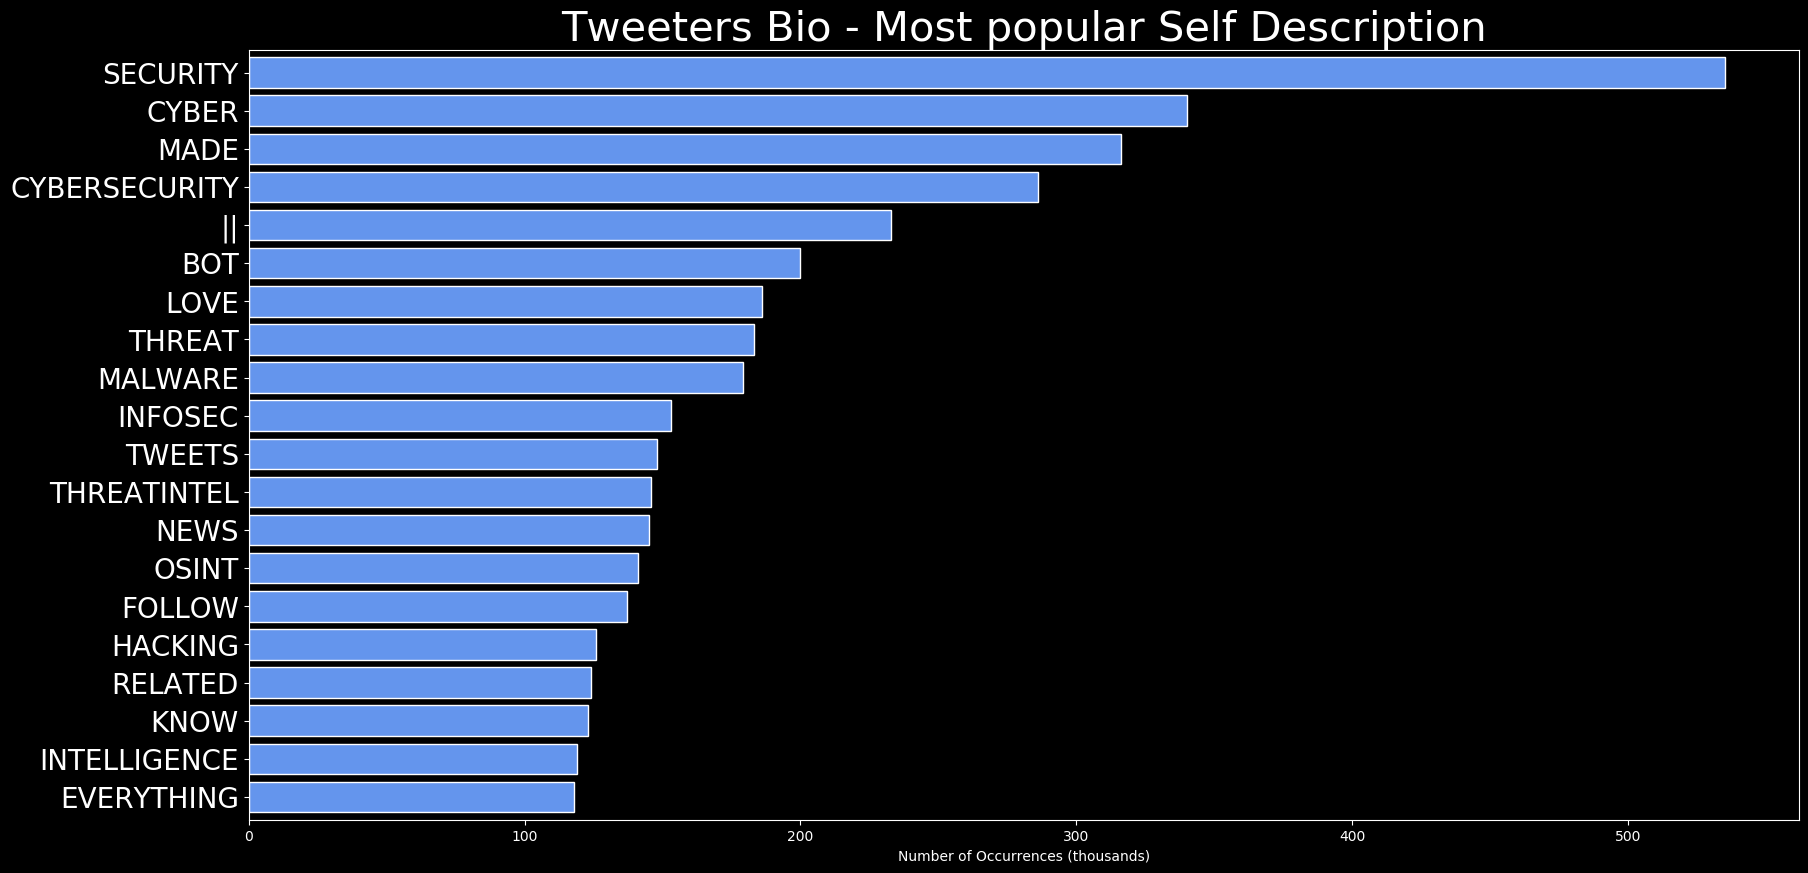 Tweeters Bio - Most popular Self Description
SECURITY
CYBER
MADE
CYBERSECURITY
||
BOT
LOVE
THREAT
MALWARE
INFOSEC
TWEETS
THREATINTEL
NEWS
OSINT
FOLLOW
HACKING
RELATED
KNOW
INTELLIGENCE
EVERYTHING
0 100 200 300 400 500
Number of Occurrences (thousands)